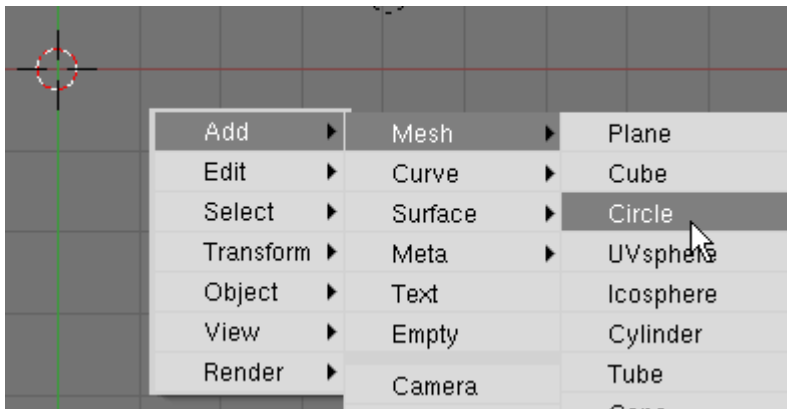 Add
Edit
Select
Transform
Object
View
Render
Mesh
Curve
Surface
Meta
Text
Empty
Camera
Plane
Cube
Circle
UVsphere
Icosphere
Cylinder
Tube